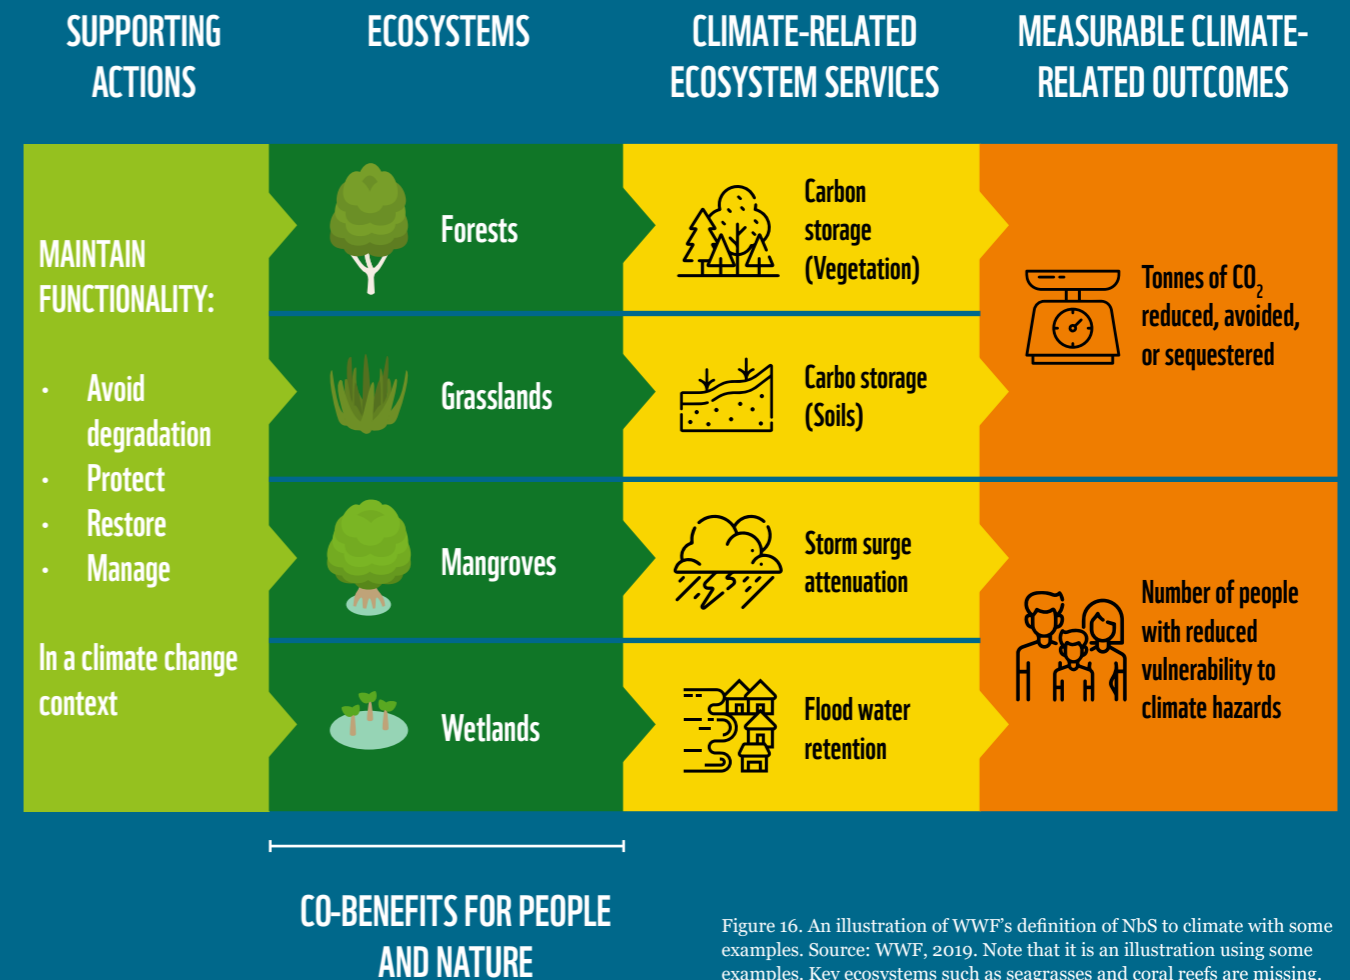 SUPPORTING
ACTIONS
ECOSYSTEMS
CLIMATE-RELATED
ECOSYSTEM SERVICES
MEASURABLE CLIMATE-
RELATED OUTCOMES
MAINTAIN
FUNCTIONALITY:
· Avoid
degradation
· Protect
· Restore
· Manage
In a climate change
context
Forests
Grasslands
Mangroves
Wetlands
Carbon
storage
(Vegetation)
Carbo storage
(Soils)
Storm surge
attenuation
Flood water
retention
Tonnes of CO₂
reduced, avoided,
or sequestered
Number of people
with reduced
vulnerability to
climate hazards
CO-BENEFITS FOR PEOPLE
AND NATURE
Figure 16. An illustration of WWF’s definition of NbS to climate with some
examples. Source: WWF, 2019. Note that it is an illustration using some
examples. Key ecosystems such as seagrasses and coral reefs are missing.